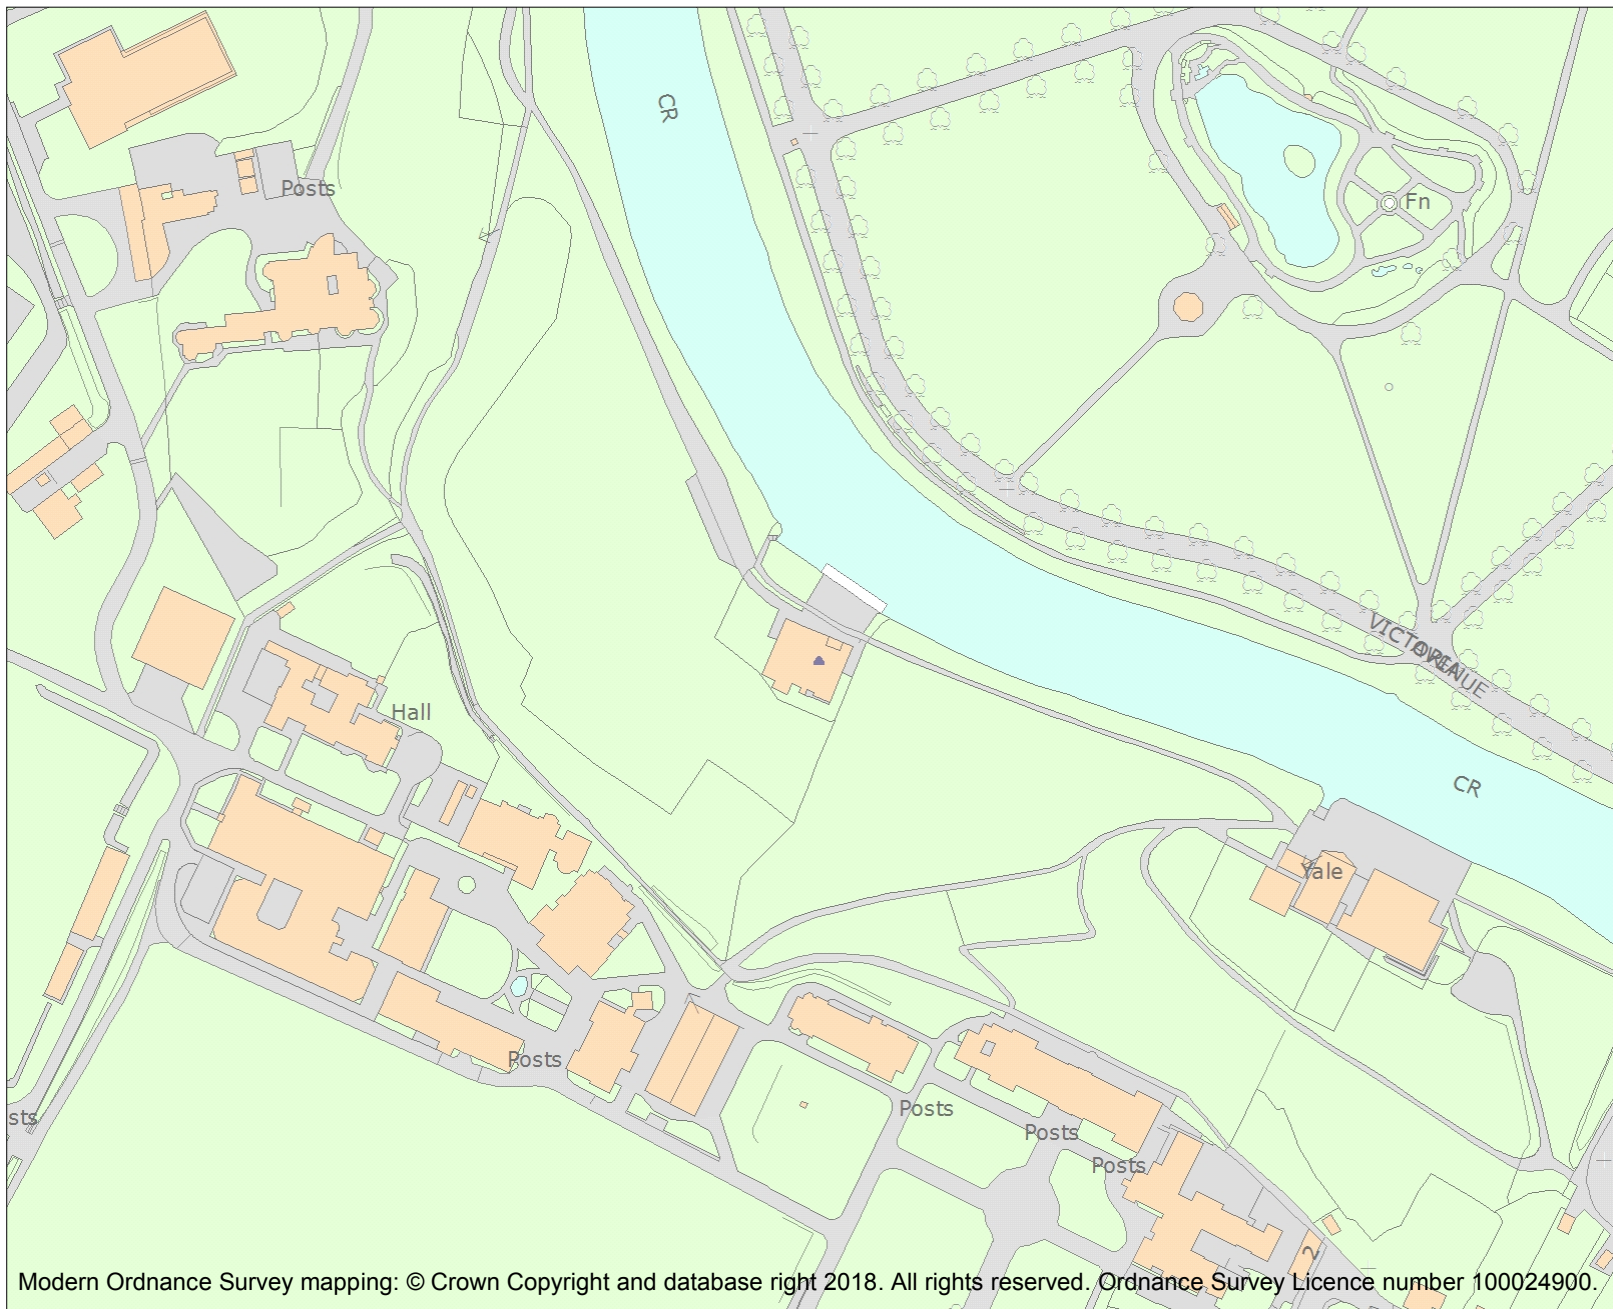 CR
Posts
Fn
VICTORIA
AVENUE
Hall
CR
Yale
Posts
sts
Posts
Posts
Posts
2
Modern Ordnance Survey mapping: © Crown Copyright and database right 2018. All rights reserved. Ordnance Survey Licence number 100024900.